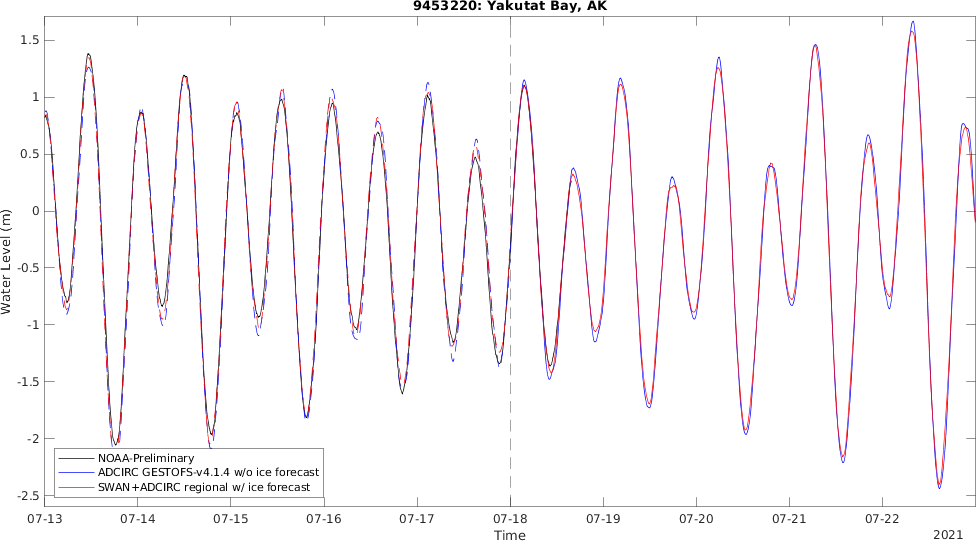 9453220: Yakutat Bay, AK
Water Level (m)
1.5
1
0.5
0
-0.5
-1
-1.5
-2
-2.5
NOAA-Preliminary
ADCIRC GESTOFS-v4.1.4 w/o ice forecast
SWAN+ADCIRC regional w/ ice forecast
07-13 07-14 07-15 07-16 07-17 07-18 07-19 07-20 07-21 07-22
Time
2021